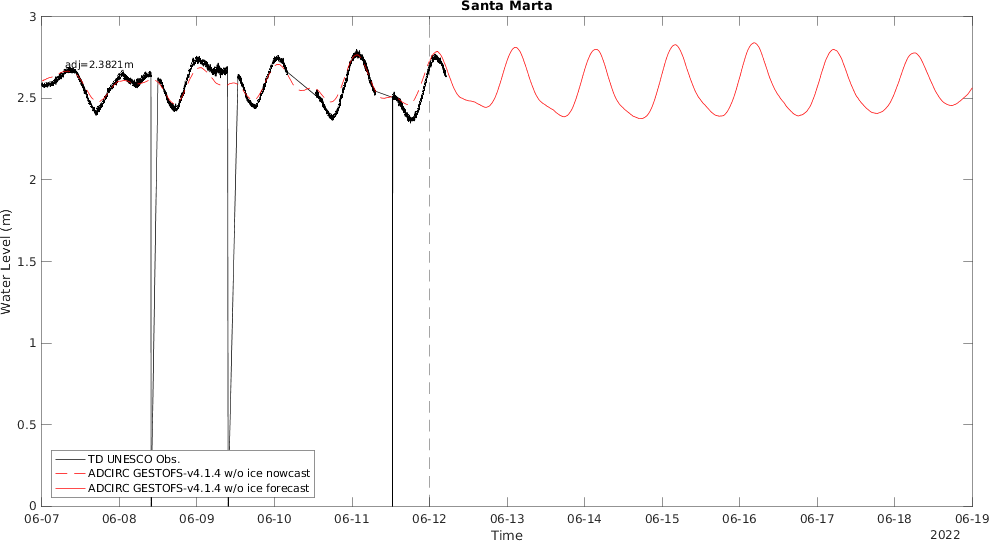 Santa Marta
3
adj=2.3821m
2.5
2
1.5
1
0.5
0
Water Level (m)
TD UNESCO Obs.
ADCIRC GESTOFS-v4.1.4 w/o ice nowcast
ADCIRC GESTOFS-v4.1.4 w/o ice forecast
06-07 06-08 06-09 06-10 06-11 06-12 06-13 06-14 06-15 06-16 06-17 06-18 06-19
Time
2022